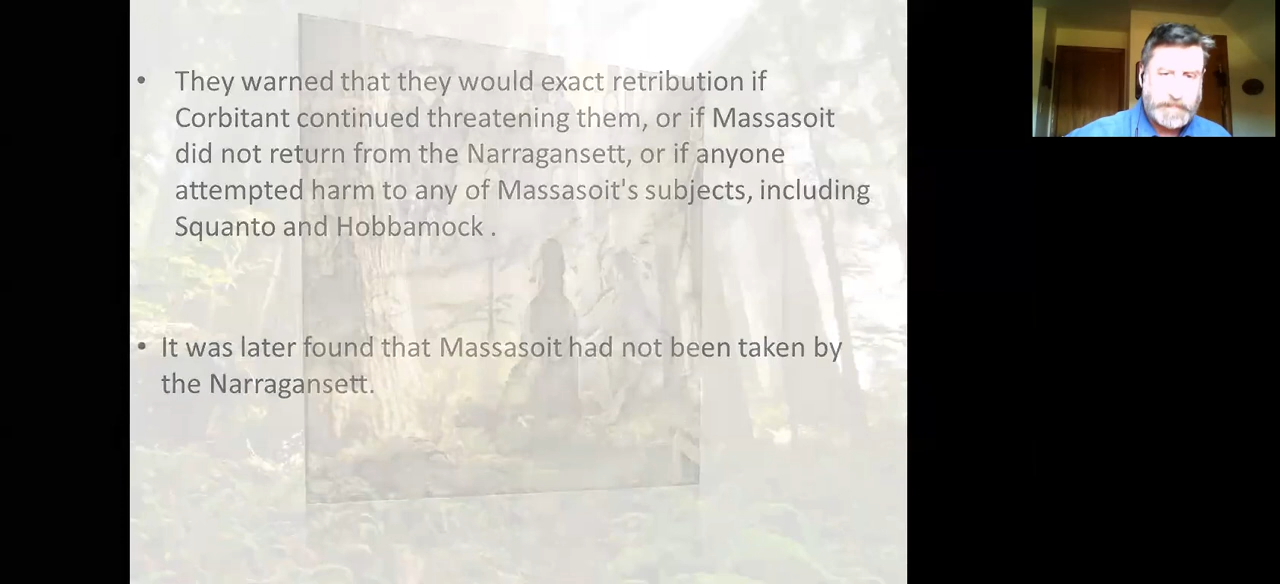 • They warned that they would exact retribution if
Corbitant continued threatening them, or if Massasoit
did not return from the Narragansett, or if anyone
attempted harm to any of Massasoit's subjects, including
Squanto and Hobbamock .
• It was later found that Massasoit had not been taken by
the Narragansett.